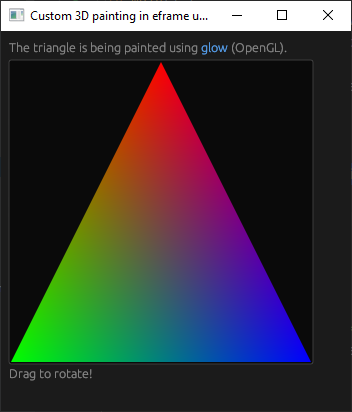 Custom 3D painting in eframe u...
The triangle is being painted using glow (OpenGL).
Drag to rotate!